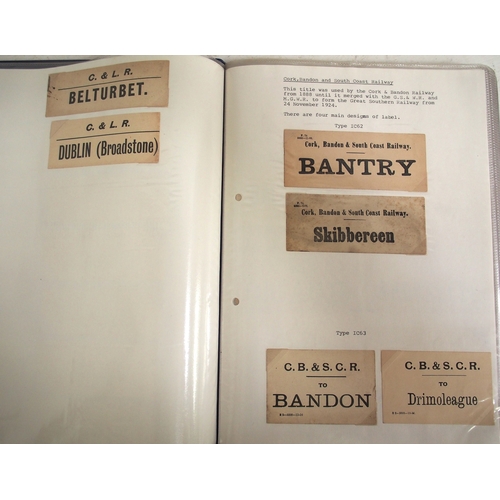 C. & L. R.
BELTURBET.
C. & L. R.
DUBLIN (Broadstone)
Cork, Bandon and South Coast Railway
This title was used by the Cork & Bandon Railway
from 1888 until it merged with the G.S.& W.R. and
M.G.W.R. to form the Great Southern Railway from
24 November 1924.
There are four main designs of label.
Type 1062
Cork, Bandon & South Coast Railway.
BANTRY
Cork, Bandon & South Coast Railway.
Skibbereen
Type 1063
C. B. & S. C. R.
TO
BANDON
C. B. & S. C. R.
TO
Drimoleague